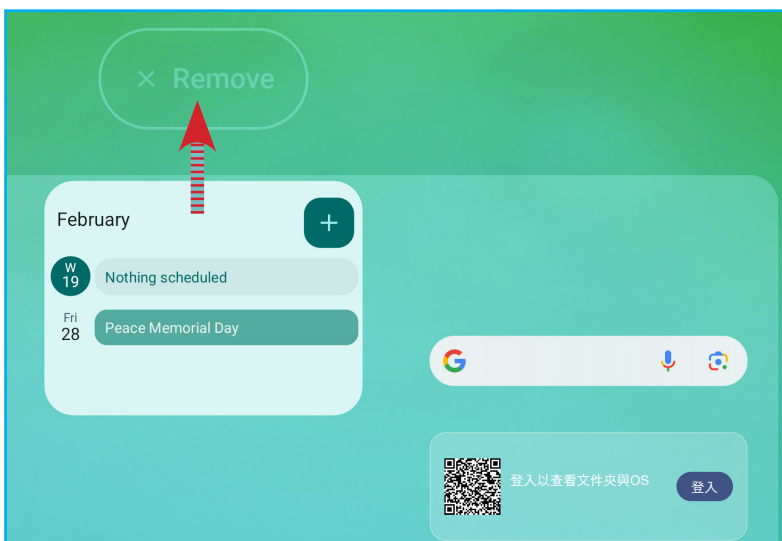 × Remove
February
+
W
19
Nothing scheduled
Fri
28
Peace Memorial Day
G
登入以查看文件夾與OS
登入